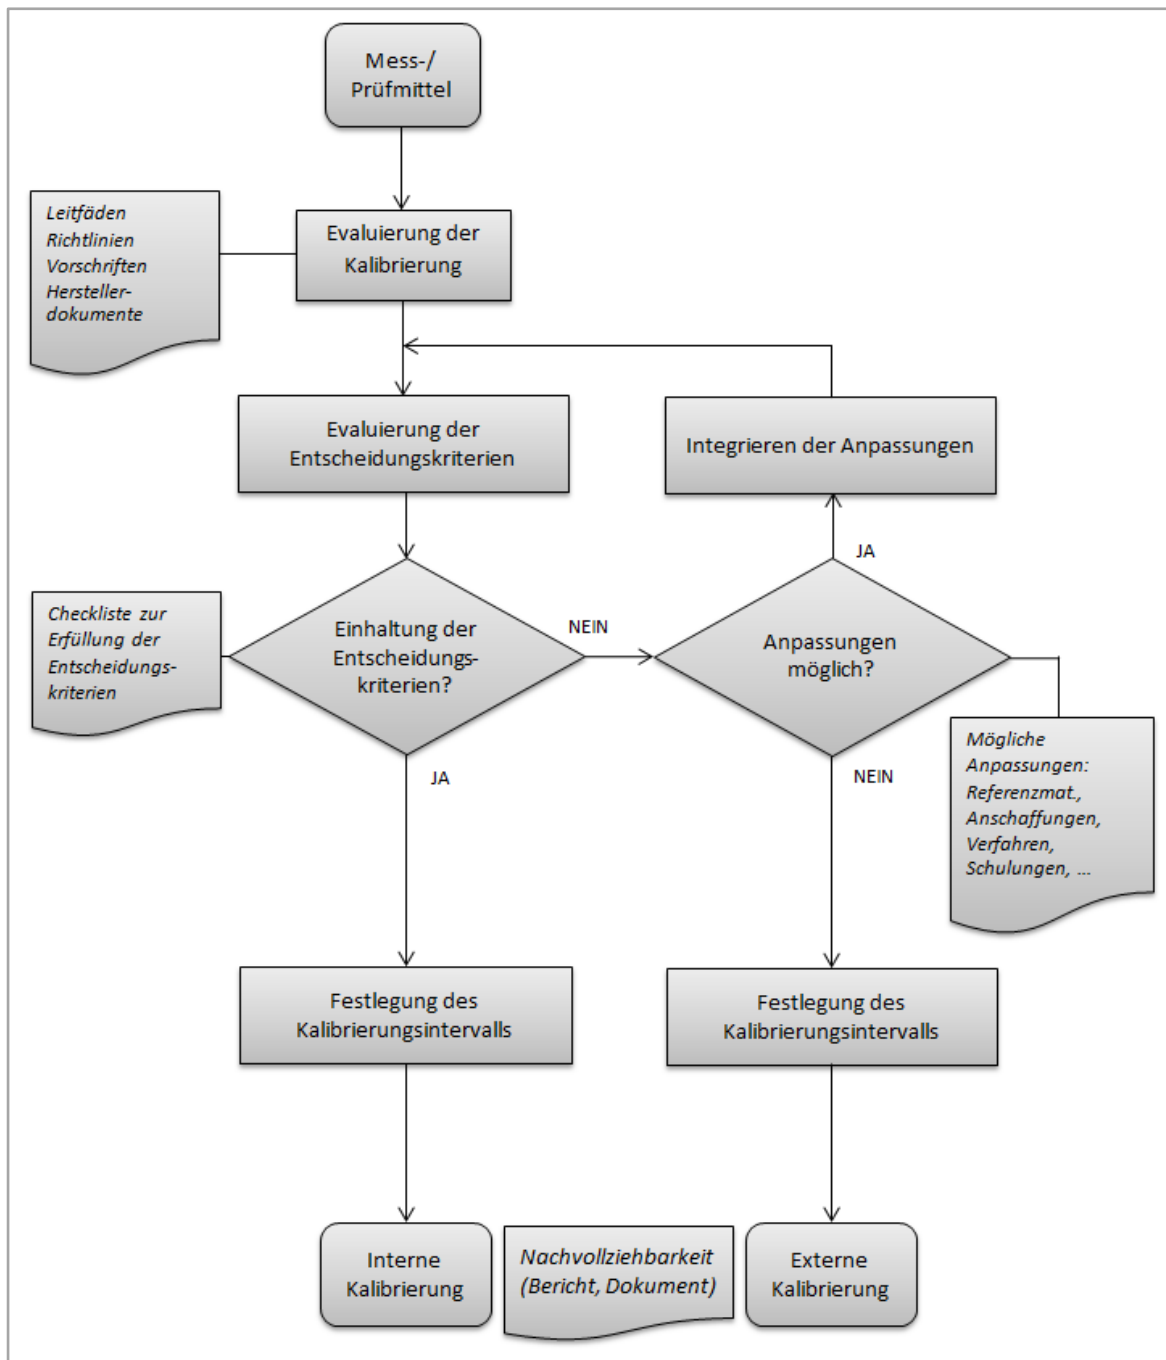 Mess-/
Prüfmittel
Leitfäden
Richtlinien
Vorschriften
Hersteller-
dokumente
Evaluierung der
Kalibrierung
Evaluierung der
Entscheidungskriterien
Integrieren der Anpassungen
JA
Checkliste zur
Erfüllung der
Entscheidungs-
kriterien
Einhaltung der
Entscheidungs-
kriterien?
NEIN
Anpassungen
möglich?
JA
NEIN
Mögliche
Anpassungen:
Referenzmat.,
Anschaffungen,
Verfahren,
Schulungen, ...
Festlegung des
Kalibrierungsintervalls
Festlegung des
Kalibrierungsintervalls
Interne
Kalibrierung
Nachvollziehbarkeit
(Bericht, Dokument)
Externe
Kalibrierung